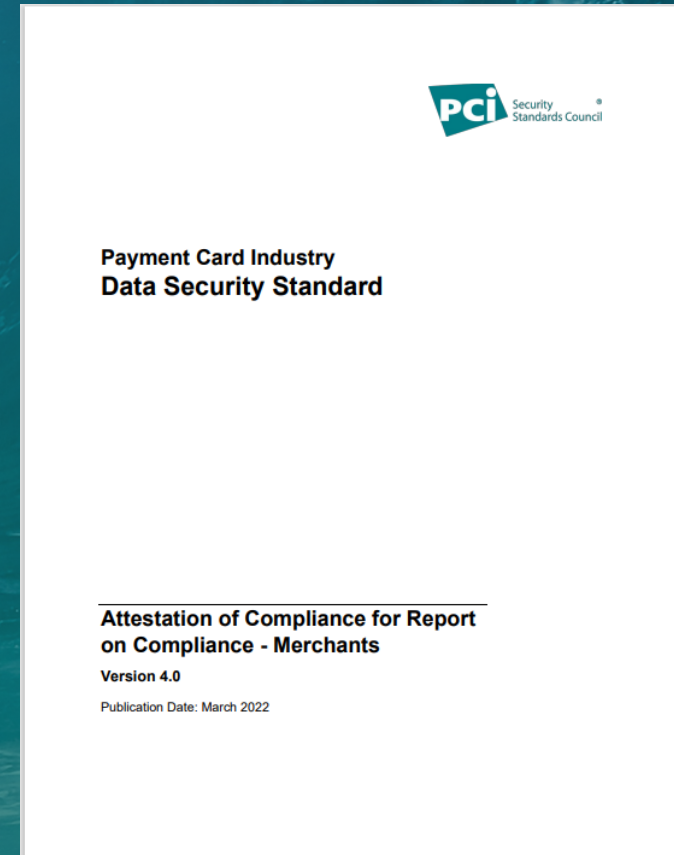 PCI Security
Standards Council
®
Payment Card Industry
Data Security Standard
Attestation of Compliance for Report
on Compliance - Merchants
Version 4.0
Publication Date: March 2022